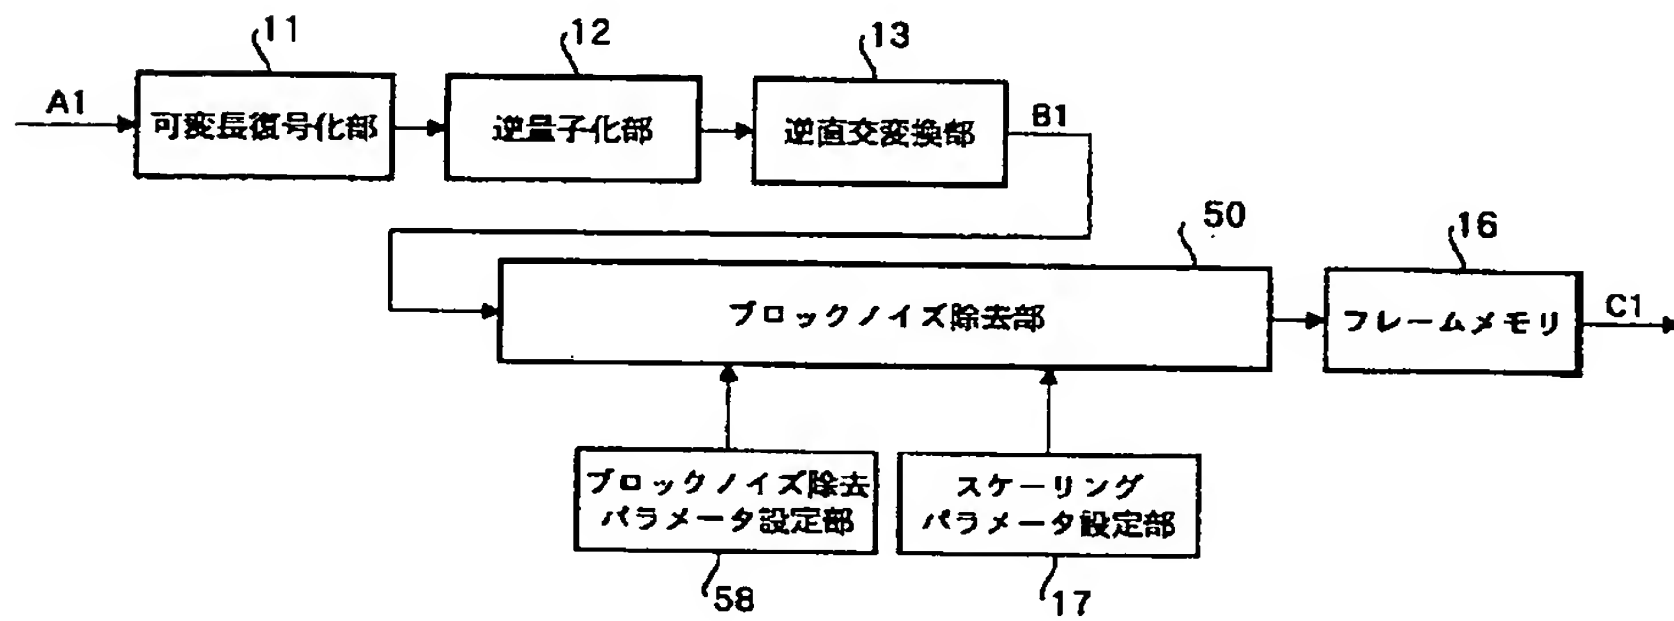 11
12
13
A1
可変長復号化部
逆量子化部
逆直交変換部
B1
50
16
ブロックノイズ除去部
フレームメモリ
C1
ブロックノイズ除去
パラメータ設定部
スケーリング
パラメータ設定部
58
17